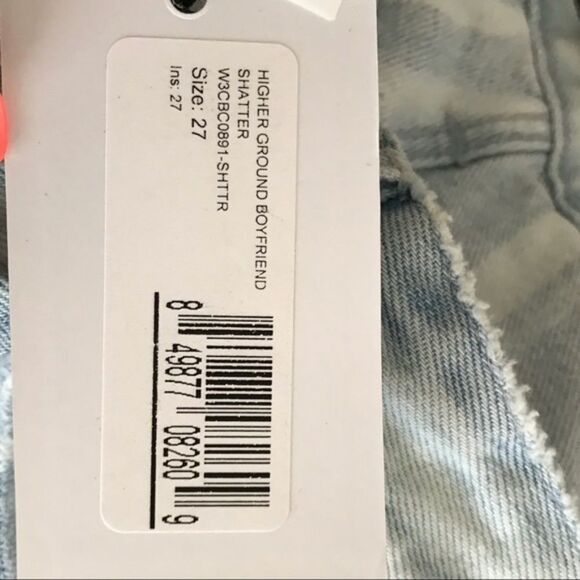 HIGHER GROUND BOYFRIEND
SHATTER
W3CBC0891-SHTTR
Size: 27
Ins: 27
8 49877 08260 9